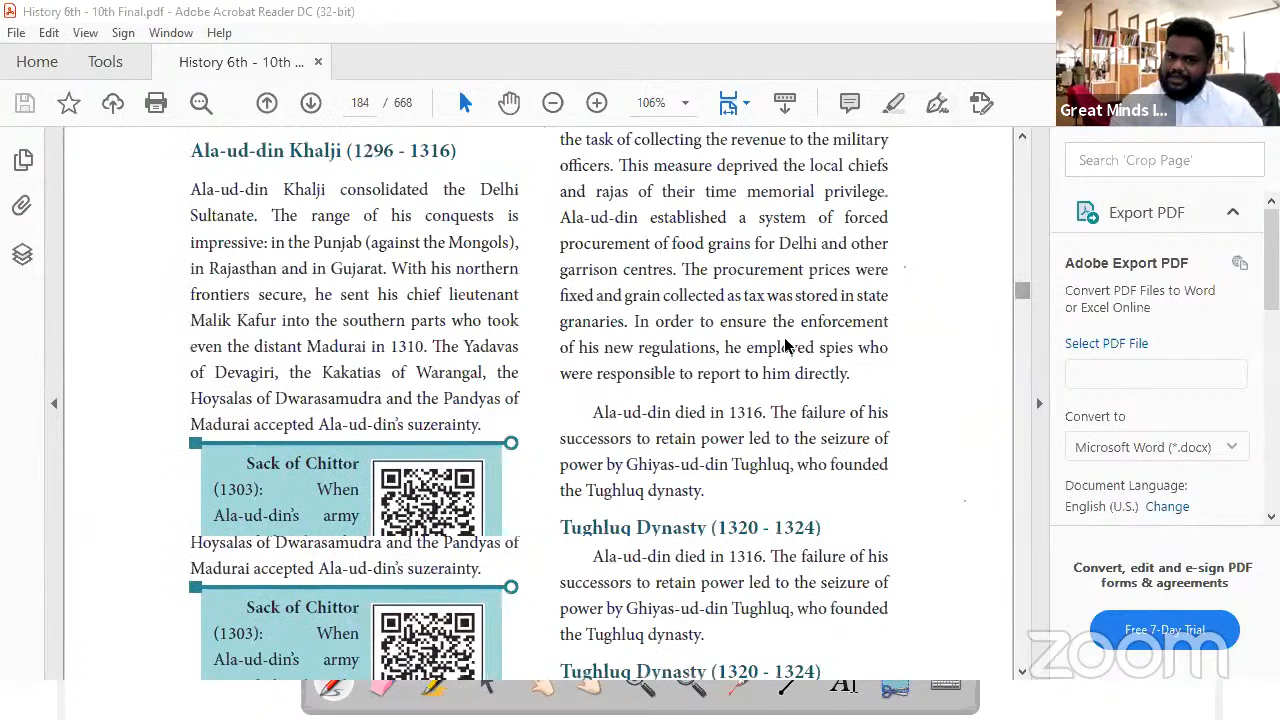 History 6th - 10th Final.pdf - Adobe Acrobat Reader DC (32-bit)
File Edit View Sign Window Help
Home Tools History 6th - 10th ... ×
184 / 668 106%
Great Minds I...
Ala-ud-din Khalji (1296 - 1316)
Ala-ud-din Khalji consolidated the Delhi
Sultanate. The range of his conquests is
impressive: in the Punjab (against the Mongols),
in Rajasthan and in Gujarat. With his northern
frontiers secure, he sent his chief lieutenant
Malik Kafur into the southern parts who took
even the distant Madurai in 1310. The Yadavas
of Devagiri, the Kakatias of Warangal, the
Hoysalas of Dwarasamudra and the Pandyas of
Madurai accepted Ala-ud-din's suzerainty.
Sack of Chittor
(1303): When
Ala-ud-din's army
Hoysalas of Dwarasamudra and the Pandyas of
Madurai accepted Ala-ud-din's suzerainty.
Sack of Chittor
(1303): When
Ala-ud-din's army
the task of collecting the revenue to the military
officers. This measure deprived the local chiefs
and rajas of their time memorial privilege.
Ala-ud-din established a system of forced
procurement of food grains for Delhi and other
garrison centres. The procurement prices were
fixed and grain collected as tax was stored in state
granaries. In order to ensure the enforcement
of his new regulations, he employed spies who
were responsible to report to him directly.
Ala-ud-din died in 1316. The failure of his
successors to retain power led to the seizure of
power by Ghiyas-ud-din Tughluq, who founded
the Tughluq dynasty.
Tughluq Dynasty (1320 - 1324)
Ala-ud-din died in 1316. The failure of his
successors to retain power led to the seizure of
power by Ghiyas-ud-din Tughluq, who founded
the Tughluq dynasty.
Tughluq Dynasty (1320 - 1324)
Search 'Crop Page'
Export PDF
Adobe Export PDF
Convert PDF Files to Word
or Excel Online
Select PDF File
Convert to
Microsoft Word (*.docx)
Document Language:
English (U.S.) Change
Convert, edit and e-sign PDF
forms & agreements
Free 7-Day Trial
zoom